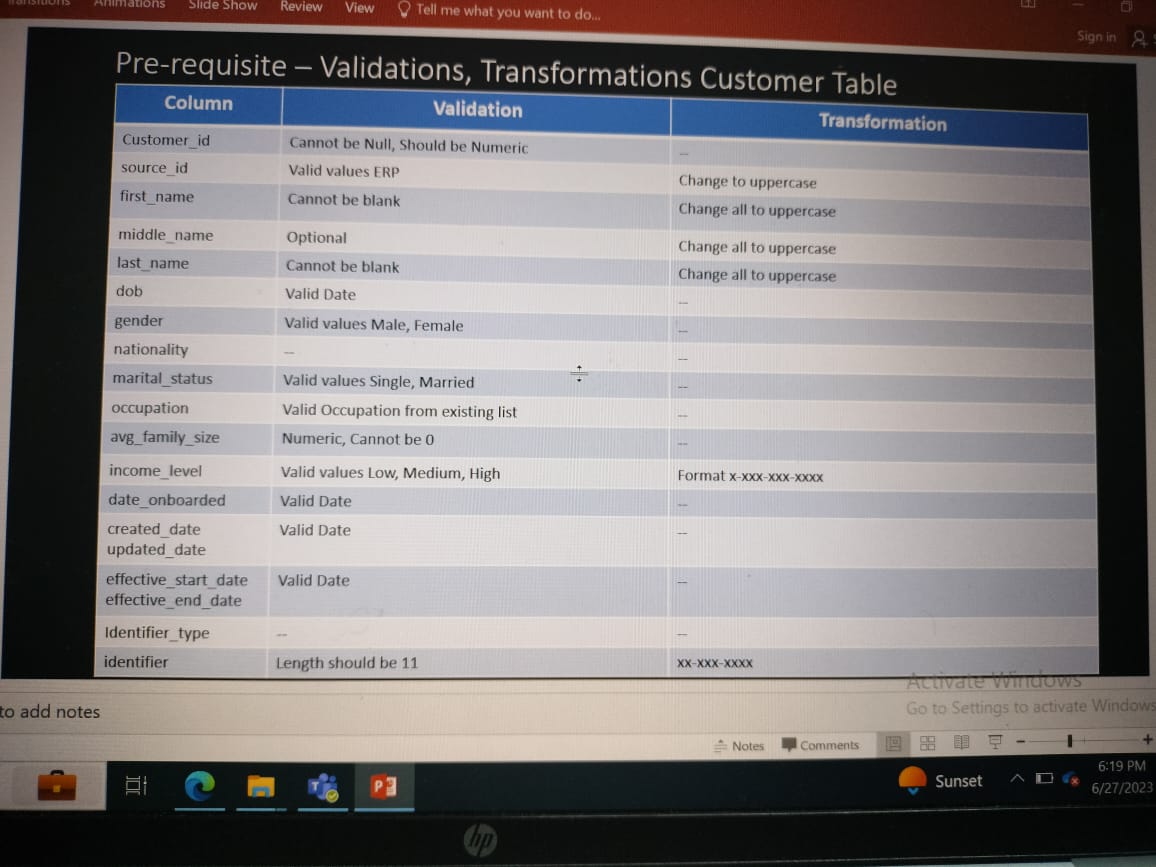 Transitions Animations Slide Show Review View Tell me what you want to do...
Sign in
Pre-requisite – Validations, Transformations Customer Table
Column Validation Transformation
Customer_id Cannot be Null, Should be Numeric --
source_id Valid values ERP Change to uppercase
first_name Cannot be blank Change all to uppercase
middle_name Optional Change all to uppercase
last_name Cannot be blank Change all to uppercase
dob Valid Date --
gender Valid values Male, Female --
nationality -- --
marital_status Valid values Single, Married --
occupation Valid Occupation from existing list --
avg_family_size Numeric, Cannot be 0 --
income_level Valid values Low, Medium, High Format x-xxx-xxx-xxxx
date_onboarded Valid Date --
created_date Valid Date --
updated_date
effective_start_date Valid Date --
effective_end_date
Identifier_type -- --
identifier Length should be 11 xx-xxx-xxxx
Activate Windows
Go to Settings to activate Windows
to add notes
Notes Comments
Sunset
6:19 PM
6/27/2023
hp